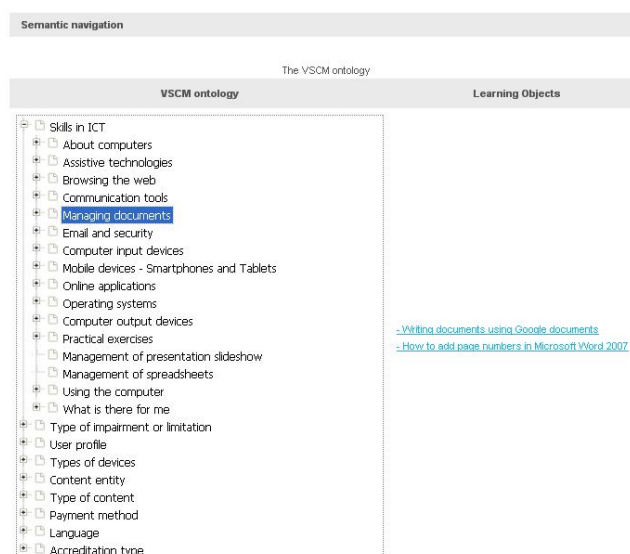 Semantic navigation
The VSCM ontology
VSCM ontology
Learning Objects
Skills in ICT
About computers
Assistive technologies
Browsing the web
Communication tools
Managing documents
Email and security
Computer input devices
Mobile devices - Smartphones and Tablets
Online applications
Operating systems
Computer output devices
Practical exercises
Management of presentation slideshow
Management of spreadsheets
Using the computer
What is there for me
Type of impairment or limitation
User profile
Types of devices
Content entity
Type of content
Payment method
Language
Accreditation type
- Writing documents using Google documents
- How to add page numbers in Microsoft Word 2007